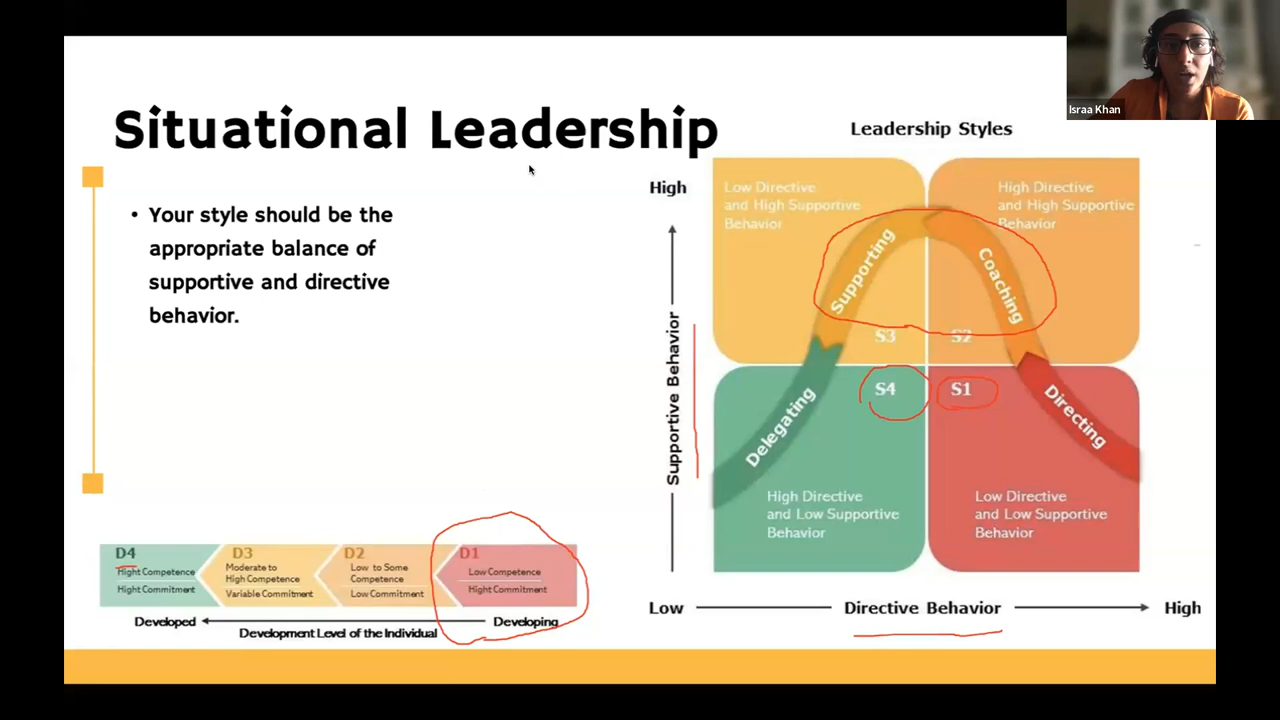 Israa Khan
Situational Leadership
• Your style should be the
appropriate balance of
supportive and directive
behavior.
Leadership Styles
High
Supportive Behavior
Low Directive
and High Supportive
Behavior
High Directive
and High Supportive
Behavior
Supporting
Coaching
S3
S2
S4
S1
Delegating
Directing
High Directive
and Low Supportive
Behavior
Low Directive
and Low Supportive
Behavior
Low
Directive Behavior
High
D4
Hight Competence
Hight Commitment
D3
Moderate to
High Competence
Variable Commitment
D2
Low to Some
Competence
Low Commitment
D1
Low Competence
Hight Commitment
Developed
Developing
Development Level of the Individual